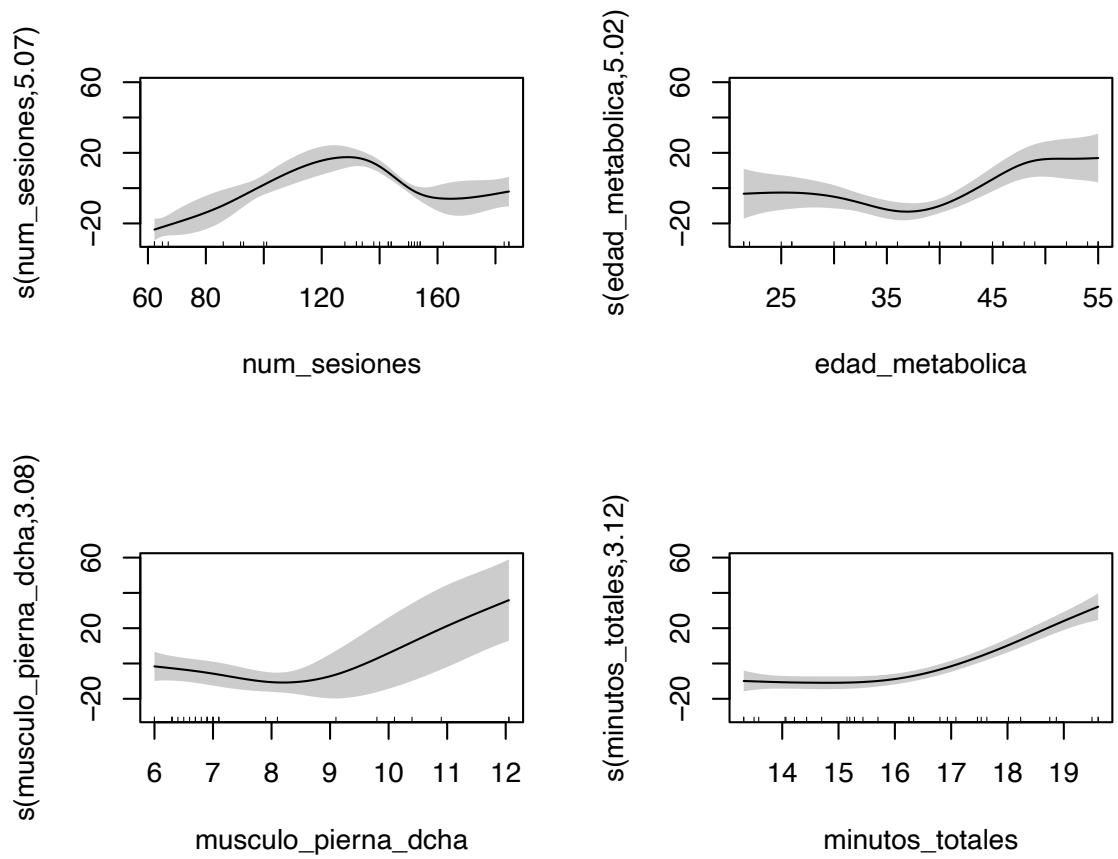 s(num_sesiones,5.07)
60
20
−20
60 80 120 160
num_sesiones
s(edad_metabolica,5.02)
60
20
−20
25 35 45 55
edad_metabolica
s(musculo_pierna_dcha,3.08)
60
20
−20
6 7 8 9 10 11 12
musculo_pierna_dcha
s(minutos_totales,3.12)
60
20
−20
14 15 16 17 18 19
minutos_totales